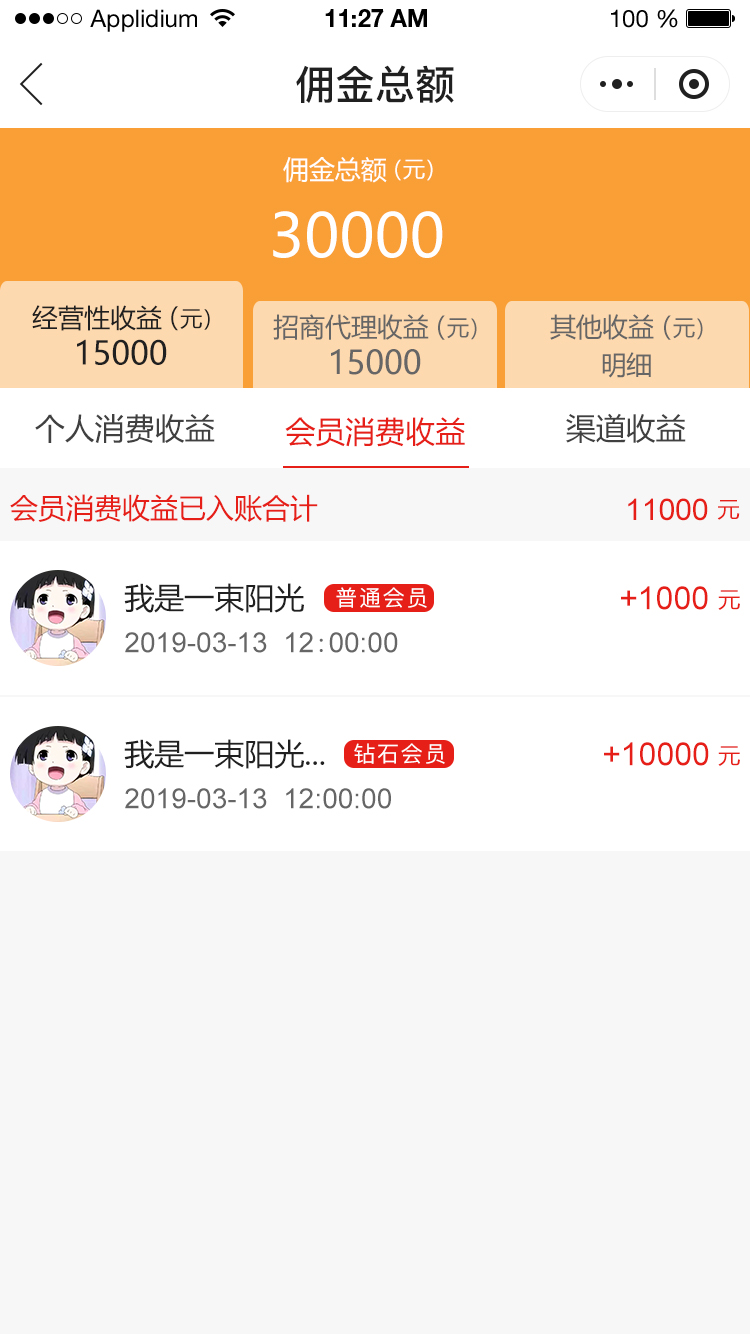 Applidium 11:27 AM 100 %
佣金总额
佣金总额 (元)
30000
经营性收益 (元)
15000
招商代理收益 (元)
15000
其他收益 (元)
明细
个人消费收益 会员消费收益 渠道收益
会员消费收益已入账合计 11000 元
我是一束阳光 普通会员 +1000 元
2019-03-13 12:00:00
我是一束阳光... 钻石会员 +10000 元
2019-03-13 12:00:00